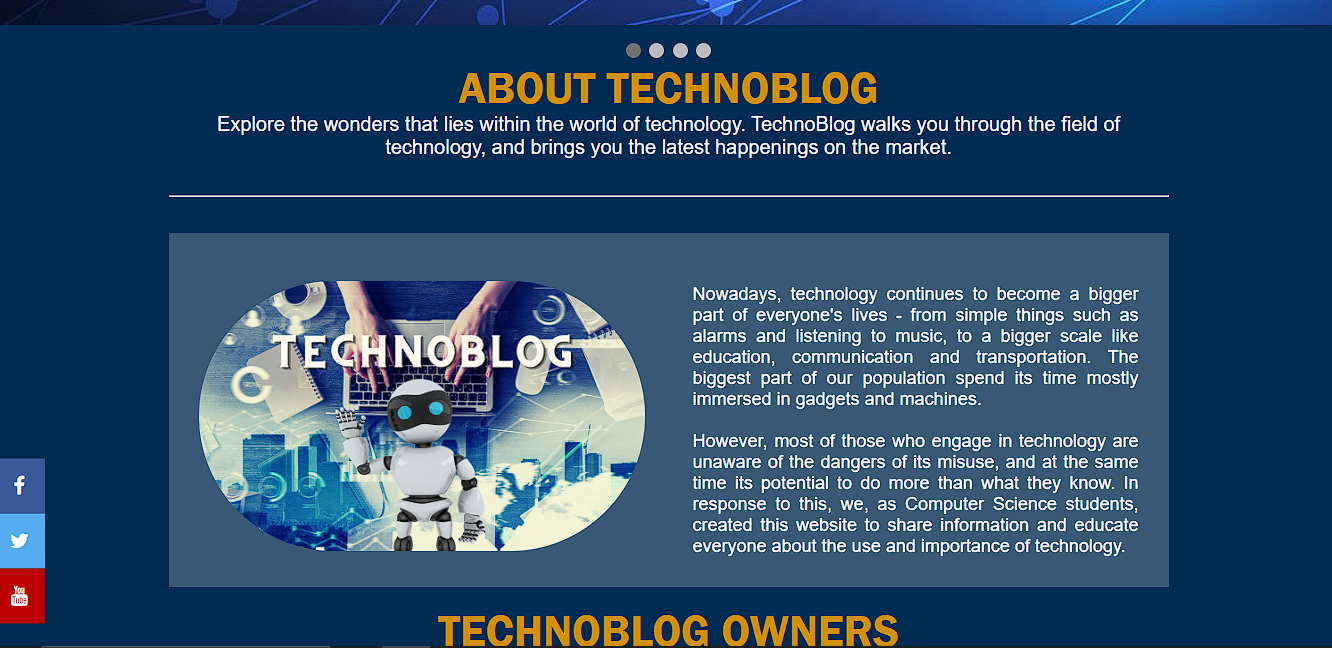 ABOUT TECHNOBLOG
Explore the wonders that lies within the world of technology. TechnoBlog walks you through the field of
technology, and brings you the latest happenings on the market.
TECHNOBLOG
Nowadays, technology continues to become a bigger
part of everyone's lives - from simple things such as
alarms and listening to music, to a bigger scale like
education, communication and transportation. The
biggest part of our population spend its time mostly
immersed in gadgets and machines.
However, most of those who engage in technology are
unaware of the dangers of its misuse, and at the same
time its potential to do more than what they know. In
response to this, we, as Computer Science students,
created this website to share information and educate
everyone about the use and importance of technology.
You
Tube
TECHNOBLOG OWNERS